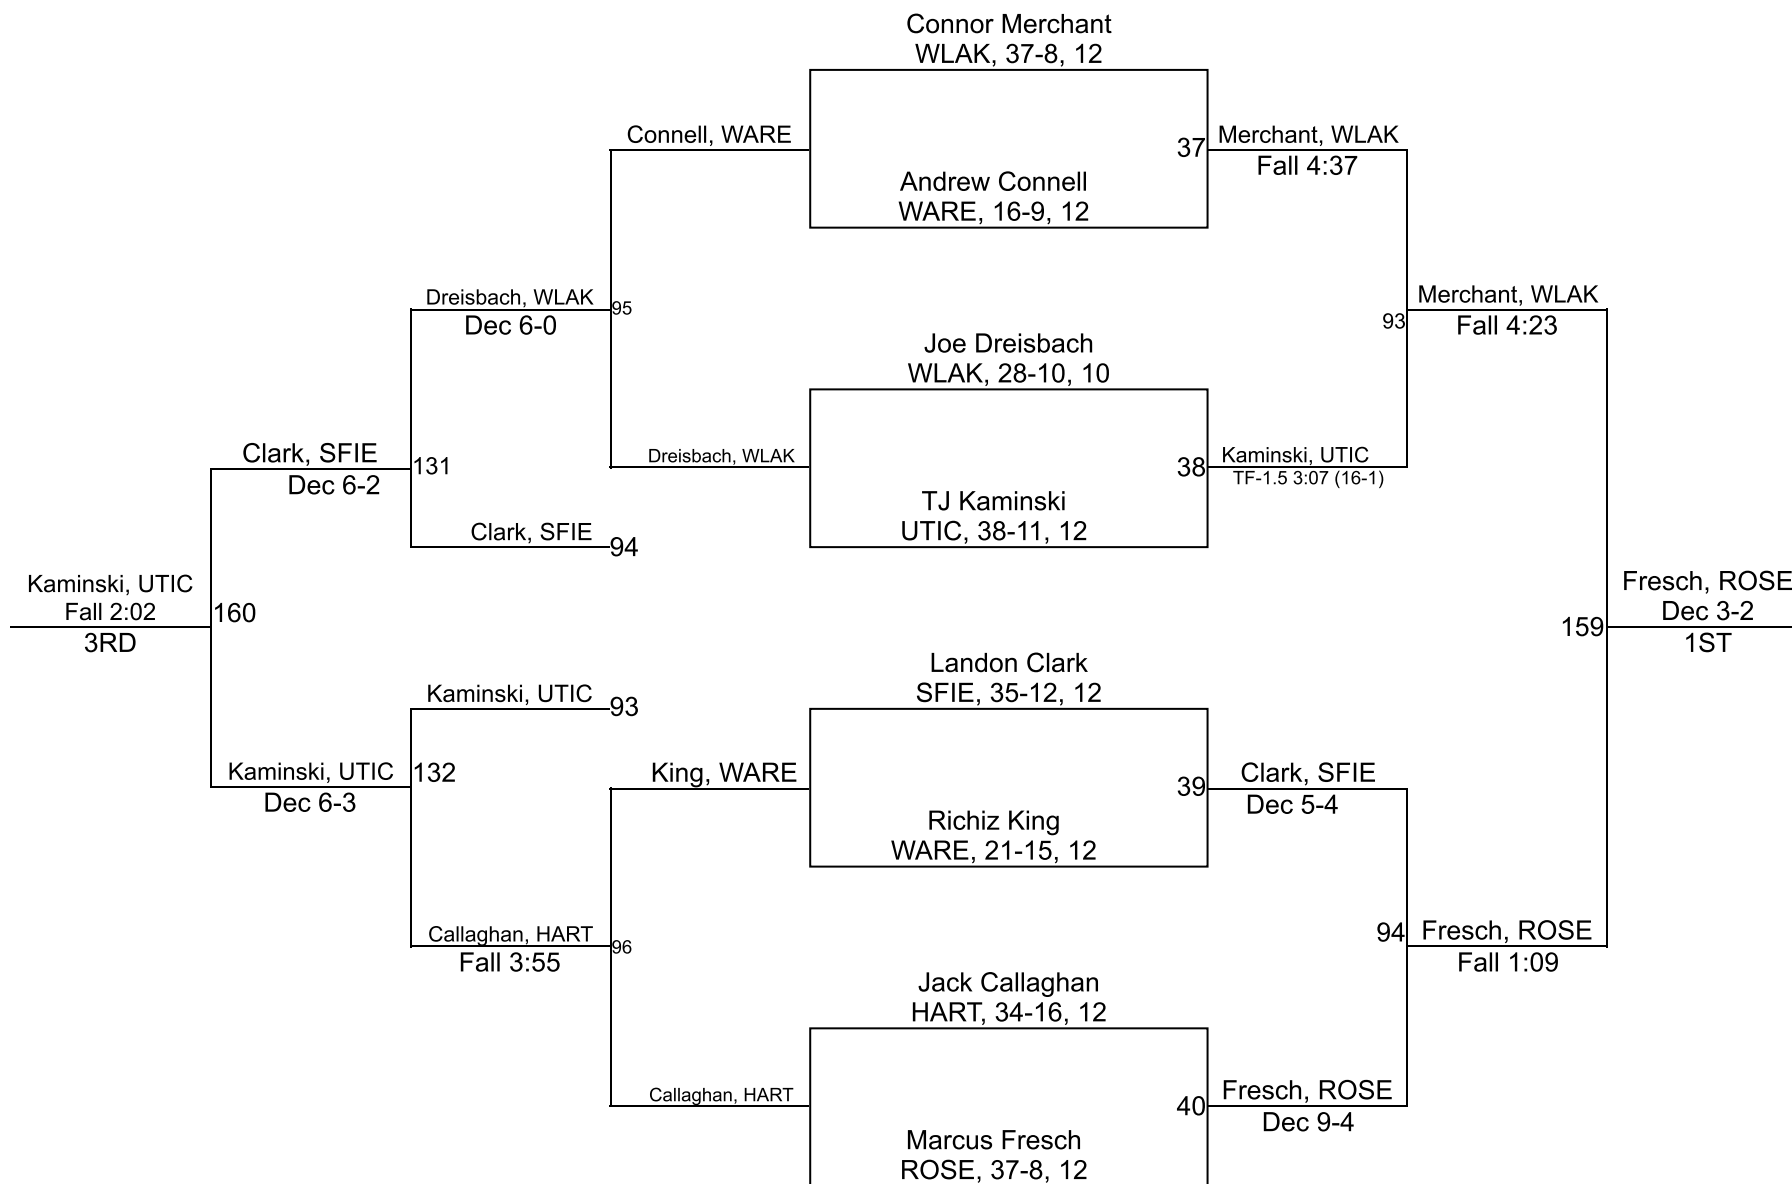 Connor Merchant
WLAK, 37-8, 12
Connell, WARE
37
Merchant, WLAK
Fall 4:37
Andrew Connell
WARE, 16-9, 12
Dreisbach, WLAK
Dec 6-0
95
93
Merchant, WLAK
Fall 4:23
Joe Dreisbach
WLAK, 28-10, 10
Clark, SFIE
Dec 6-2
131
Dreisbach, WLAK
38
Kaminski, UTIC
TF-1.5 3:07 (16-1)
TJ Kaminski
UTIC, 38-11, 12
Clark, SFIE
94
Kaminski, UTIC
Fall 2:02
3RD
160
159
Fresch, ROSE
Dec 3-2
1ST
Landon Clark
SFIE, 35-12, 12
Kaminski, UTIC
93
Kaminski, UTIC
Dec 6-3
132
King, WARE
39
Clark, SFIE
Dec 5-4
Richiz King
WARE, 21-15, 12
Callaghan, HART
Fall 3:55
96
94
Fresch, ROSE
Fall 1:09
Jack Callaghan
HART, 34-16, 12
Callaghan, HART
40
Fresch, ROSE
Dec 9-4
Marcus Fresch
ROSE, 37-8, 12